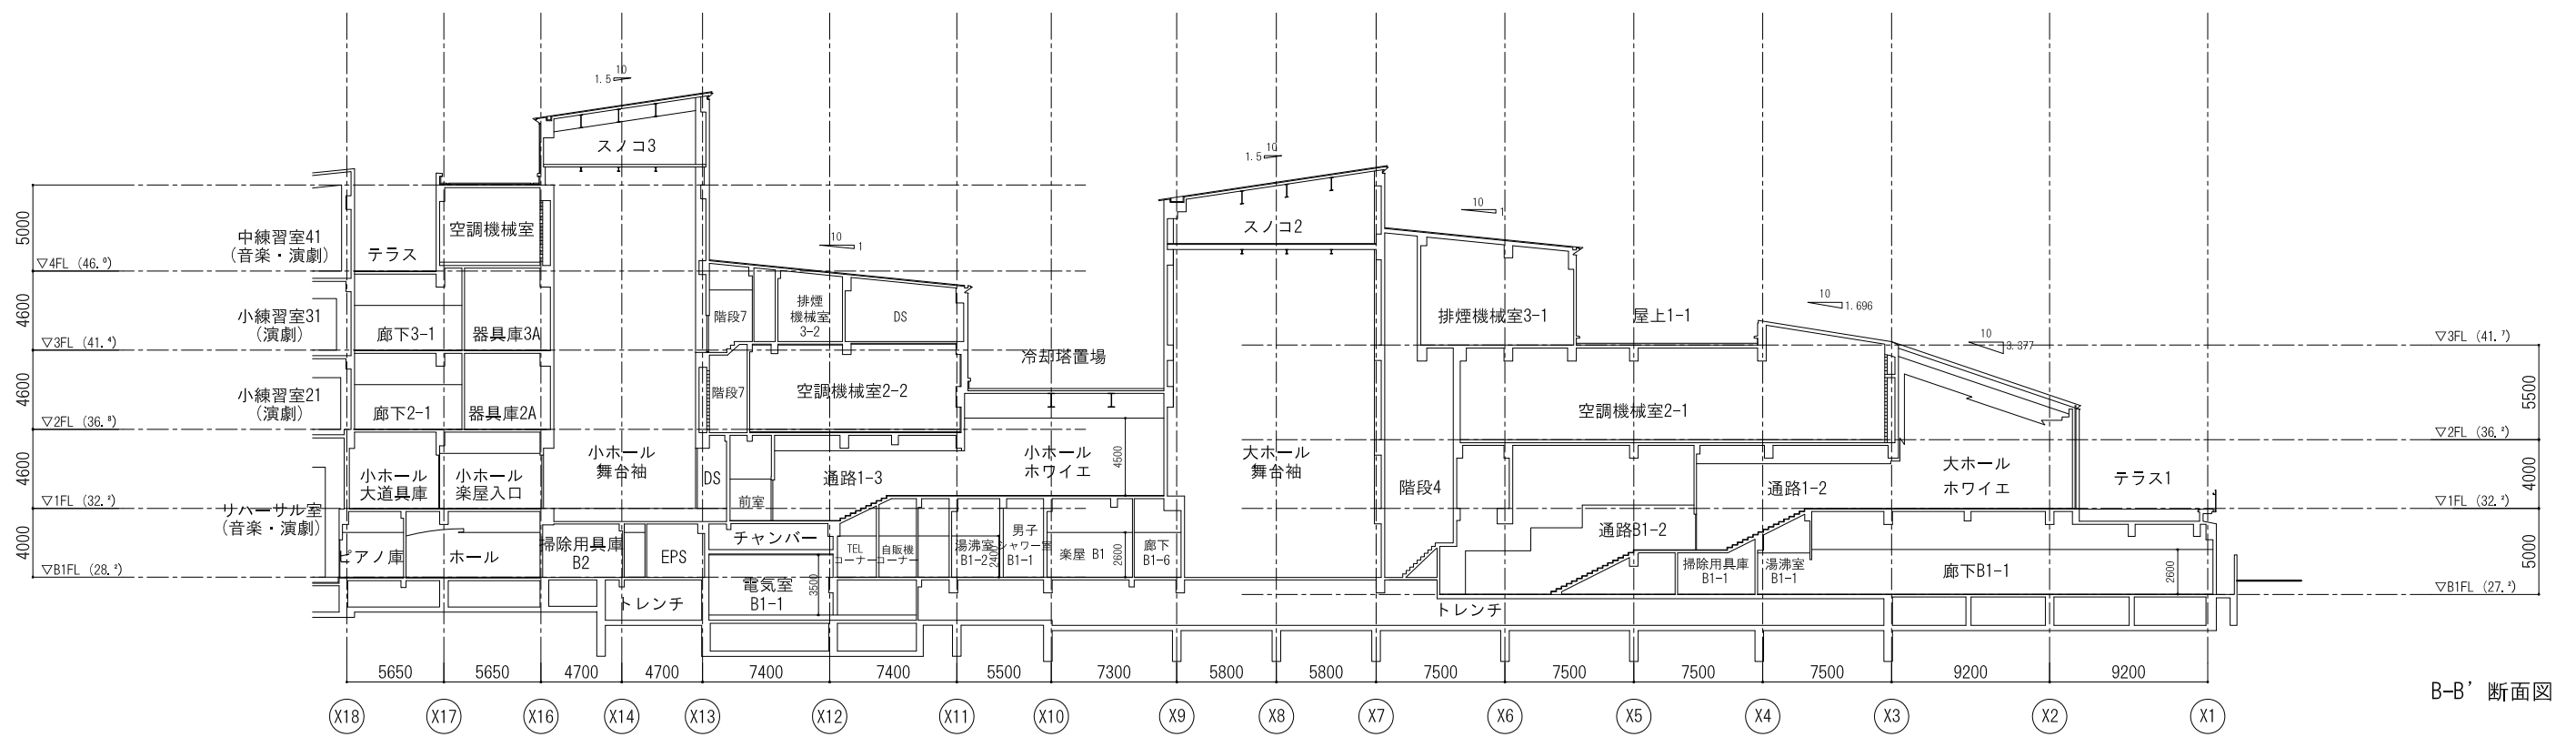 10
1.5
スノコ3
10
1.5
スノコ2
10
1
10
1
10
1.696
10
3.377
5000
4600
4600
4600
4000
▽4FL (46.⁰)
▽3FL (41.⁴)
▽2FL (36.⁸)
▽1FL (32.²)
▽B1FL (28.²)
中練習室41
(音楽・演劇)
小練習室31
(演劇)
小練習室21
(演劇)
リハーサル室
(音楽・演劇)
テラス
空調機械室
廊下3-1
器具庫3A
廊下2-1
器具庫2A
小ホール
大道具庫
小ホール
楽屋入口
小ホール
舞台袖
ピアノ庫
ホール
掃除用具庫
B2
EPS
トレンチ
階段7
排煙
機械室
3-2
DS
階段7
空調機械室2-2
DS
前室
通路1-3
チャンバー
電気室
B1-1
3500
TEL
コーナー
自販機
コーナー
湯沸室
B1-2
2400
男子
シャワー室
B1-1
楽屋 B1
2600
廊下
B1-6
冷却塔置場
小ホール
ホワイエ
4500
大ホール
舞台袖
階段4
排煙機械室3-1
屋上1-1
空調機械室2-1
通路1-2
通路B1-2
大ホール
ホワイエ
テラス1
掃除用具庫
B1-1
湯沸室
B1-1
廊下B1-1
2600
トレンチ
▽3FL (41.⁷)
▽2FL (36.²)
▽1FL (32.²)
▽B1FL (27.²)
5500
4000
5000
5650
5650
4700
4700
7400
7400
5500
7300
5800
5800
7500
7500
7500
7500
9200
9200
X18
X17
X16
X14
X13
X12
X11
X10
X9
X8
X7
X6
X5
X4
X3
X2
X1
B-B’ 断面図